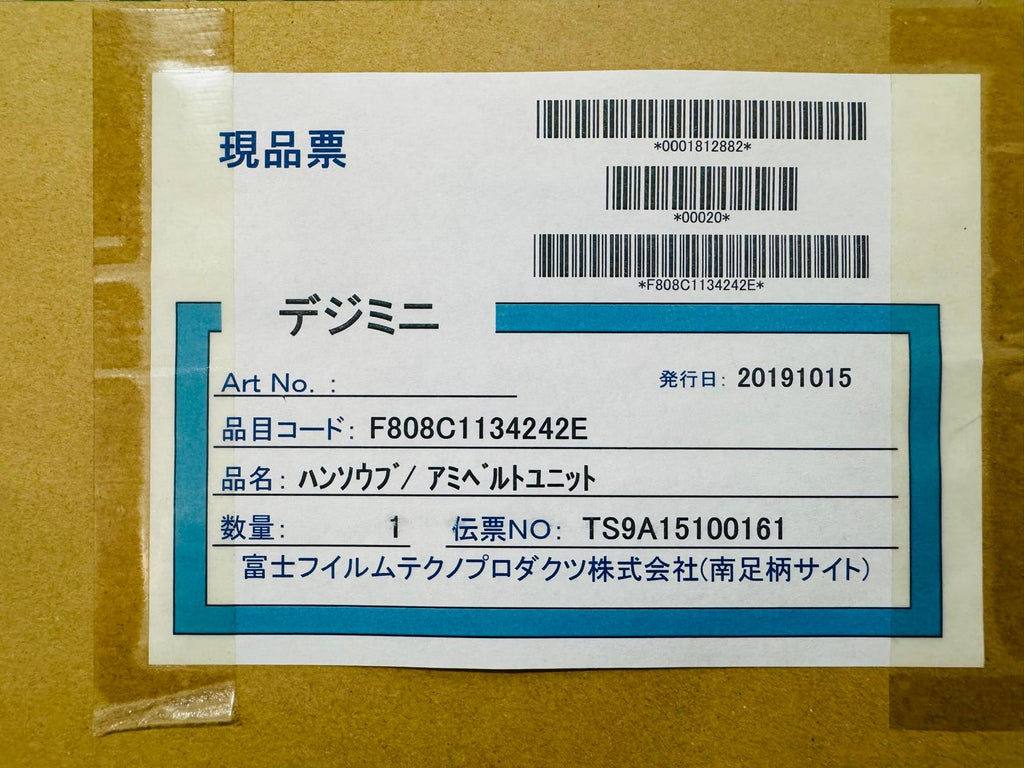 現品票
*0001812882*
*00020*
*F808C1134242E*
デジミニ
Art No. :
発行日: 20191015
品目コード: F808C1134242E
品名: ﾊﾝｿｳﾌﾞ/ ｱﾐﾍﾞﾙﾄﾕﾆｯﾄ
数量: 1 伝票NO: TS9A15100161
富士フイルムテクノプロダクツ株式会社(南足柄サイト)